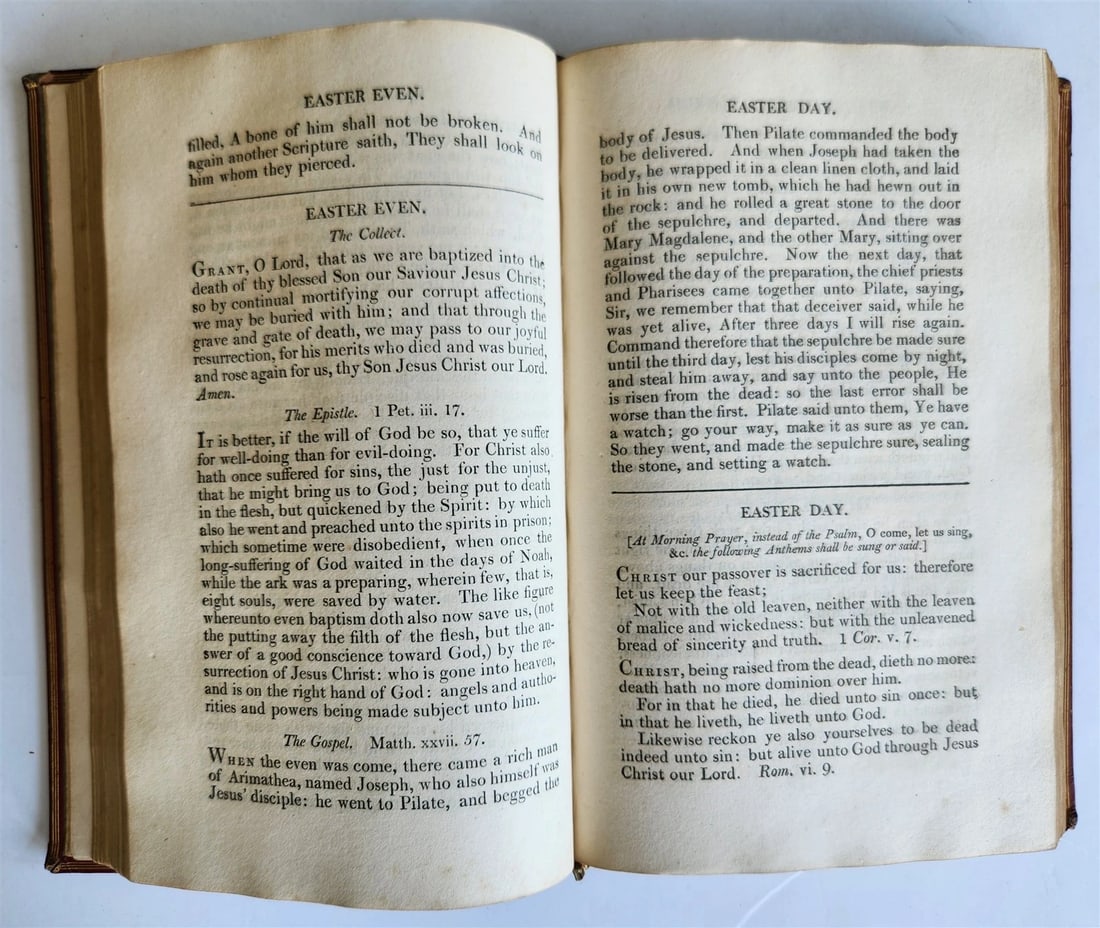 EASTER EVEN.
filled, A bone of him shall not be broken. And
again another Scripture saith, They shall look on
him whom they pierced.
EASTER EVEN.
The Collect.
GRANT, O Lord, that as we are baptized into the
death of thy blessed Son our Saviour Jesus Christ;
so by continual mortifying our corrupt affections,
we may be buried with him; and that through the
grave and gate of death, we may pass to our joyful
resurrection, for his merits who died and was buried,
and rose again for us, thy Son Jesus Christ our Lord.
Amen.
The Epistle. 1 Pet. iii. 17.
IT is better, if the will of God be so, that ye suffer
for well-doing than for evil-doing. For Christ also
hath once suffered for sins, the just for the unjust,
that he might bring us to God; being put to death
in the flesh, but quickened by the Spirit: by which
also he went and preached unto the spirits in prison;
which sometime were disobedient, when once the
long-suffering of God waited in the days of Noah,
while the ark was a preparing, wherein few, that is,
eight souls, were saved by water. The like figure
whereunto even baptism doth also now save us, (not
the putting away the filth of the flesh, but the an-
swer of a good conscience toward God,) by the re-
surrection of Jesus Christ: who is gone into heaven,
and is on the right hand of God: angels and autho-
rities and powers being made subject unto him.
The Gospel. Matth. xxvii. 57.
WHEN the even was come, there came a rich man
of Arimathea, named Joseph, who also himself was
Jesus' disciple: he went to Pilate, and begged the
EASTER DAY.
body of Jesus. Then Pilate commanded the body
to be delivered. And when Joseph had taken the
body, he wrapped it in a clean linen cloth, and laid
it in his own new tomb, which he had hewn out in
the rock: and he rolled a great stone to the door
of the sepulchre, and departed. And there was
Mary Magdalene, and the other Mary, sitting over
against the sepulchre. Now the next day, that
followed the day of the preparation, the chief priests
and Pharisees came together unto Pilate, saying,
Sir, we remember that that deceiver said, while he
was yet alive, After three days I will rise again.
Command therefore that the sepulchre be made sure
until the third day, lest his disciples come by night,
and steal him away, and say unto the people, He
is risen from the dead: so the last error shall be
worse than the first. Pilate said unto them, Ye have
a watch; go your way, make it as sure as ye can.
So they went, and made the sepulchre sure, sealing
the stone, and setting a watch.
EASTER DAY.
[At Morning Prayer, instead of the Psalm, O come, let us sing,
&c. the following Anthems shall be sung or said.]
CHRIST our passover is sacrificed for us: therefore
let us keep the feast;
Not with the old leaven, neither with the leaven
of malice and wickedness: but with the unleavened
bread of sincerity and truth. 1 Cor. v. 7.
CHRIST, being raised from the dead, dieth no more:
death hath no more dominion over him.
For in that he died, he died unto sin once: but
in that he liveth, he liveth unto God.
Likewise reckon ye also yourselves to be dead
indeed unto sin: but alive unto God through Jesus
Christ our Lord. Rom. vi. 9.